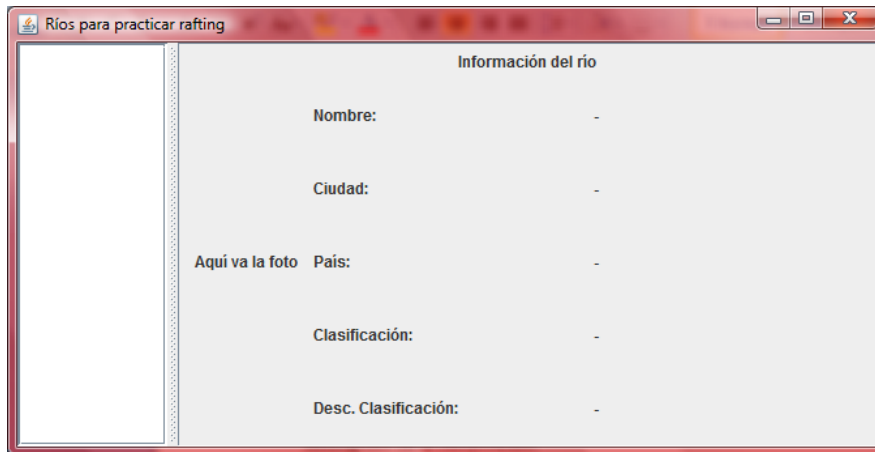 Ríos para practicar rafting
Información del río
Nombre: -
Ciudad: -
Aquí va la foto País: -
Clasificación: -
Desc. Clasificación: -